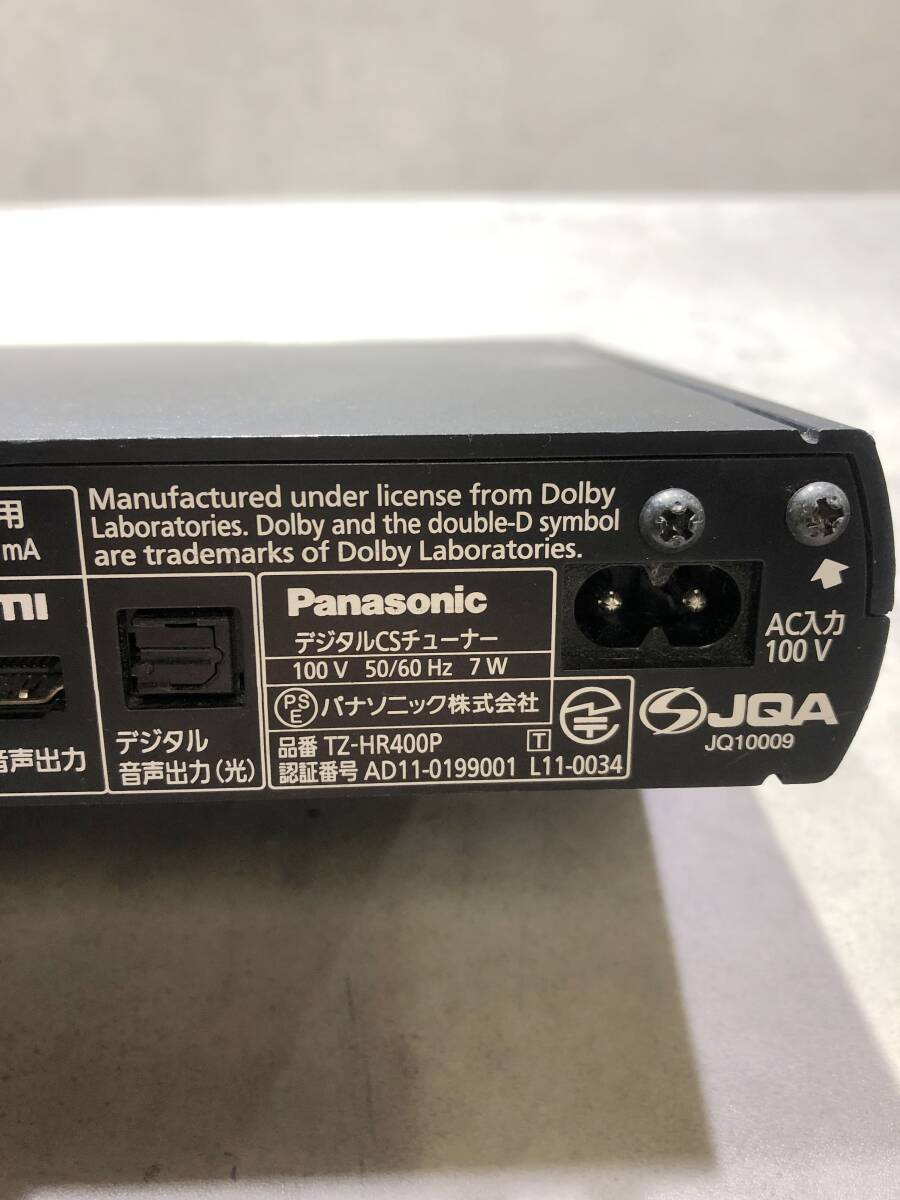 用
mA
Manufactured under license from Dolby
Laboratories. Dolby and the double-D symbol
are trademarks of Dolby Laboratories.
音声出力
デジタル
音声出力(光)
Panasonic
デジタルCSチューナー
100 V 50/60 Hz 7 W
PSE パナソニック株式会社
品番 TZ-HR400P T
認証番号 AD11-0199001 L11-0034
AC入力
100 V
JQA
JQ10009